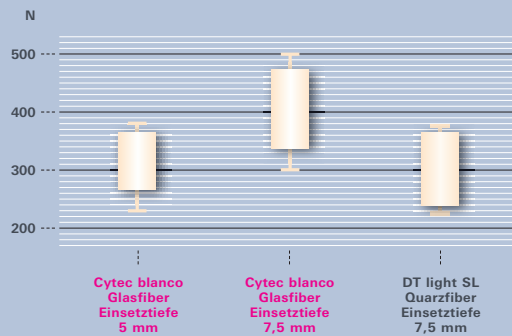 N
500
400
300
200
Cytec blanco
Glasfiber
Einsetztiefe
5 mm
Cytec blanco
Glasfiber
Einsetztiefe
7,5 mm
DT light SL
Quarzfiber
Einsetztiefe
7,5 mm